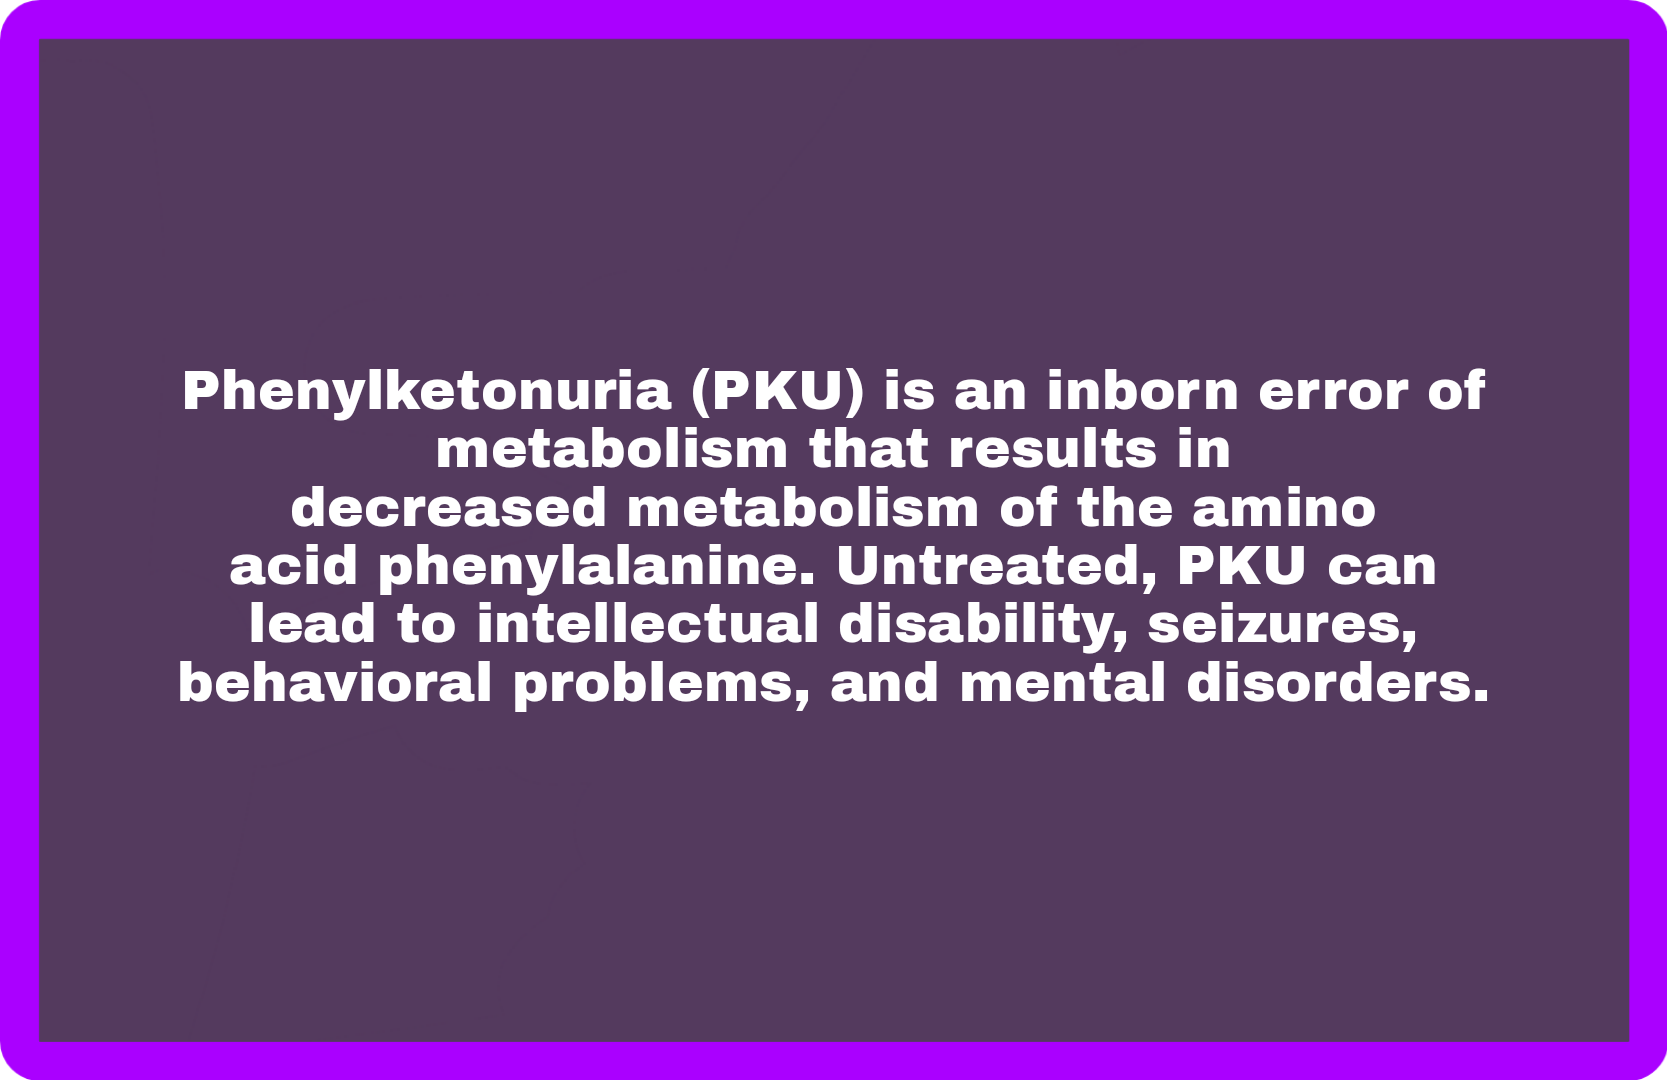 Phenylketonuria (PKU) is an inborn error of
metabolism that results in
decreased metabolism of the amino
acid phenylalanine. Untreated, PKU can
lead to intellectual disability, seizures,
behavioral problems, and mental disorders.